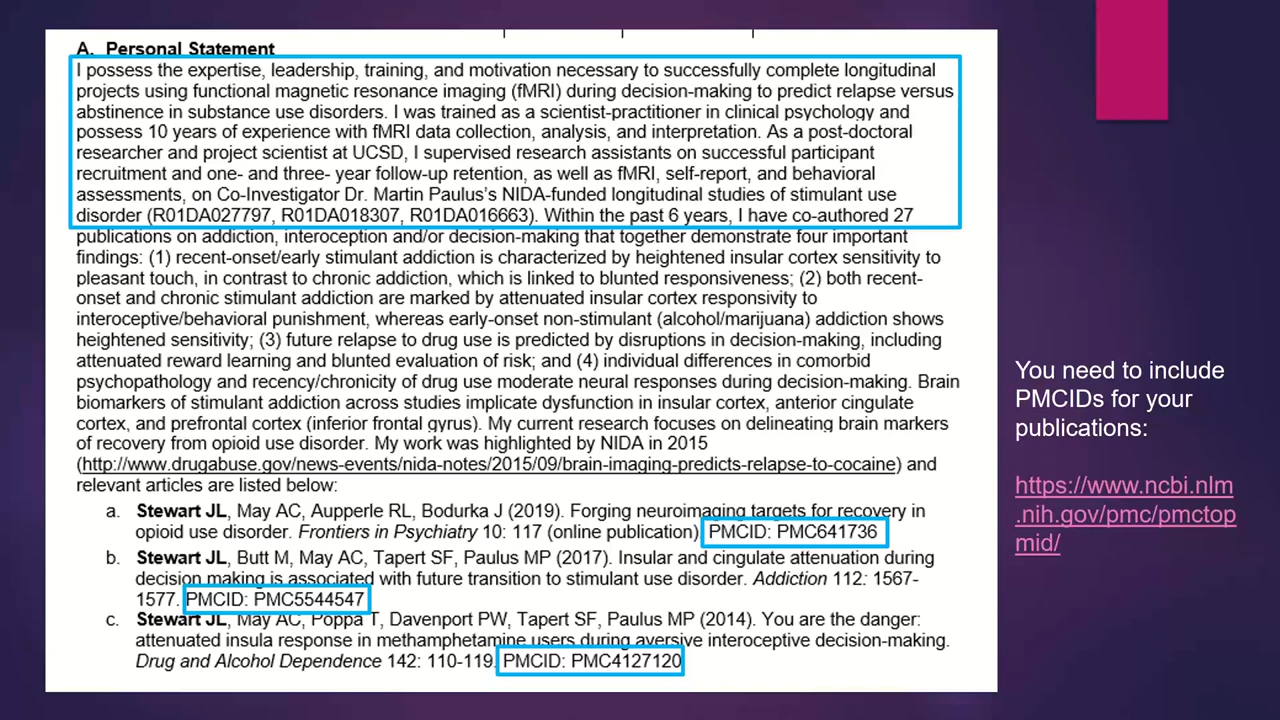 A. Personal Statement
I possess the expertise, leadership, training, and motivation necessary to successfully complete longitudinal
projects using functional magnetic resonance imaging (fMRI) during decision-making to predict relapse versus
abstinence in substance use disorders. I was trained as a scientist-practitioner in clinical psychology and
possess 10 years of experience with fMRI data collection, analysis, and interpretation. As a post-doctoral
researcher and project scientist at UCSD, I supervised research assistants on successful participant
recruitment and one- and three- year follow-up retention, as well as fMRI, self-report, and behavioral
assessments, on Co-Investigator Dr. Martin Paulus's NIDA-funded longitudinal studies of stimulant use
disorder (R01DA027797, R01DA018307, R01DA016663). Within the past 6 years, I have co-authored 27
publications on addiction, interoception and/or decision-making that together demonstrate four important
findings: (1) recent-onset/early stimulant addiction is characterized by heightened insular cortex sensitivity to
pleasant touch, in contrast to chronic addiction, which is linked to blunted responsiveness; (2) both recent-
onset and chronic stimulant addiction are marked by attenuated insular cortex responsivity to
interoceptive/behavioral punishment, whereas early-onset non-stimulant (alcohol/marijuana) addiction shows
heightened sensitivity; (3) future relapse to drug use is predicted by disruptions in decision-making, including
attenuated reward learning and blunted evaluation of risk; and (4) individual differences in comorbid
psychopathology and recency/chronicity of drug use moderate neural responses during decision-making. Brain
biomarkers of stimulant addiction across studies implicate dysfunction in insular cortex, anterior cingulate
cortex, and prefrontal cortex (inferior frontal gyrus). My current research focuses on delineating brain markers
of recovery from opioid use disorder. My work was highlighted by NIDA in 2015
(http://www.drugabuse.gov/news-events/nida-notes/2015/09/brain-imaging-predicts-relapse-to-cocaine) and
relevant articles are listed below:
a. Stewart JL, May AC, Aupperle RL, Bodurka J (2019). Forging neuroimaging targets for recovery in
opioid use disorder. Frontiers in Psychiatry 10: 117 (online publication) PMCID: PMC641736
b. Stewart JL, Butt M, May AC, Tapert SF, Paulus MP (2017). Insular and cingulate attenuation during
decision making is associated with future transition to stimulant use disorder. Addiction 112: 1567-
1577. PMCID: PMC5544547
c. Stewart JL, May AC, Poppa T, Davenport PW, Tapert SF, Paulus MP (2014). You are the danger:
attenuated insula response in methamphetamine users during aversive interoceptive decision-making.
Drug and Alcohol Dependence 142: 110-119. PMCID: PMC4127120
You need to include
PMCIDs for your
publications:
https://www.ncbi.nlm
.nih.gov/pmc/pmctop
mid/